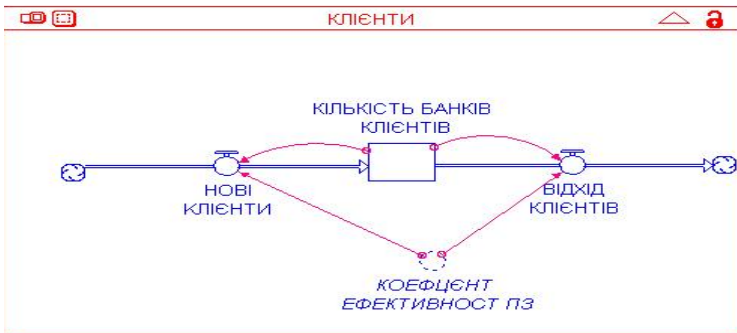 КЛІЄНТИ
КІЛЬКІСТЬ БАНКІВ
КЛІЄНТІВ
НОВІ
КЛІЄНТИ
ВІДХІД
КЛІЄНТІВ
КОЕФЦЄНТ
ЕФЕКТИВНОСТ ПЗ